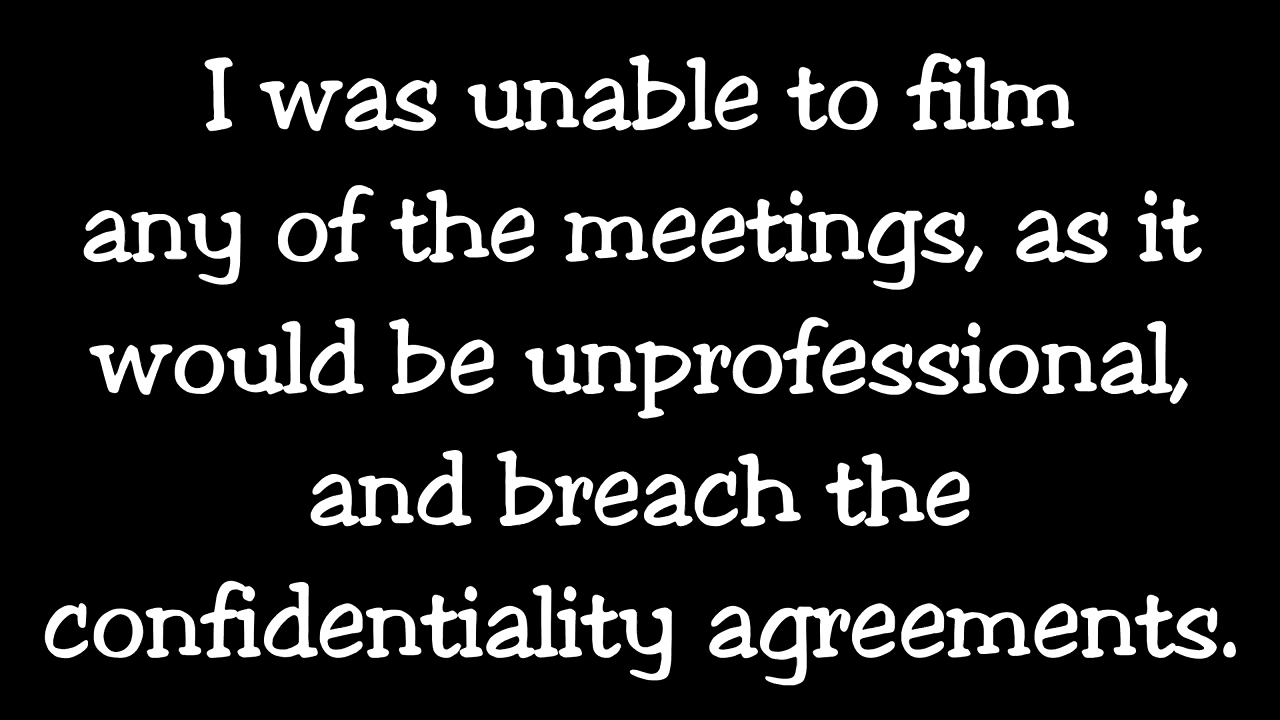 I was unable to film
any of the meetings, as it
would be unprofessional,
and breach the
confidentiality agreements.